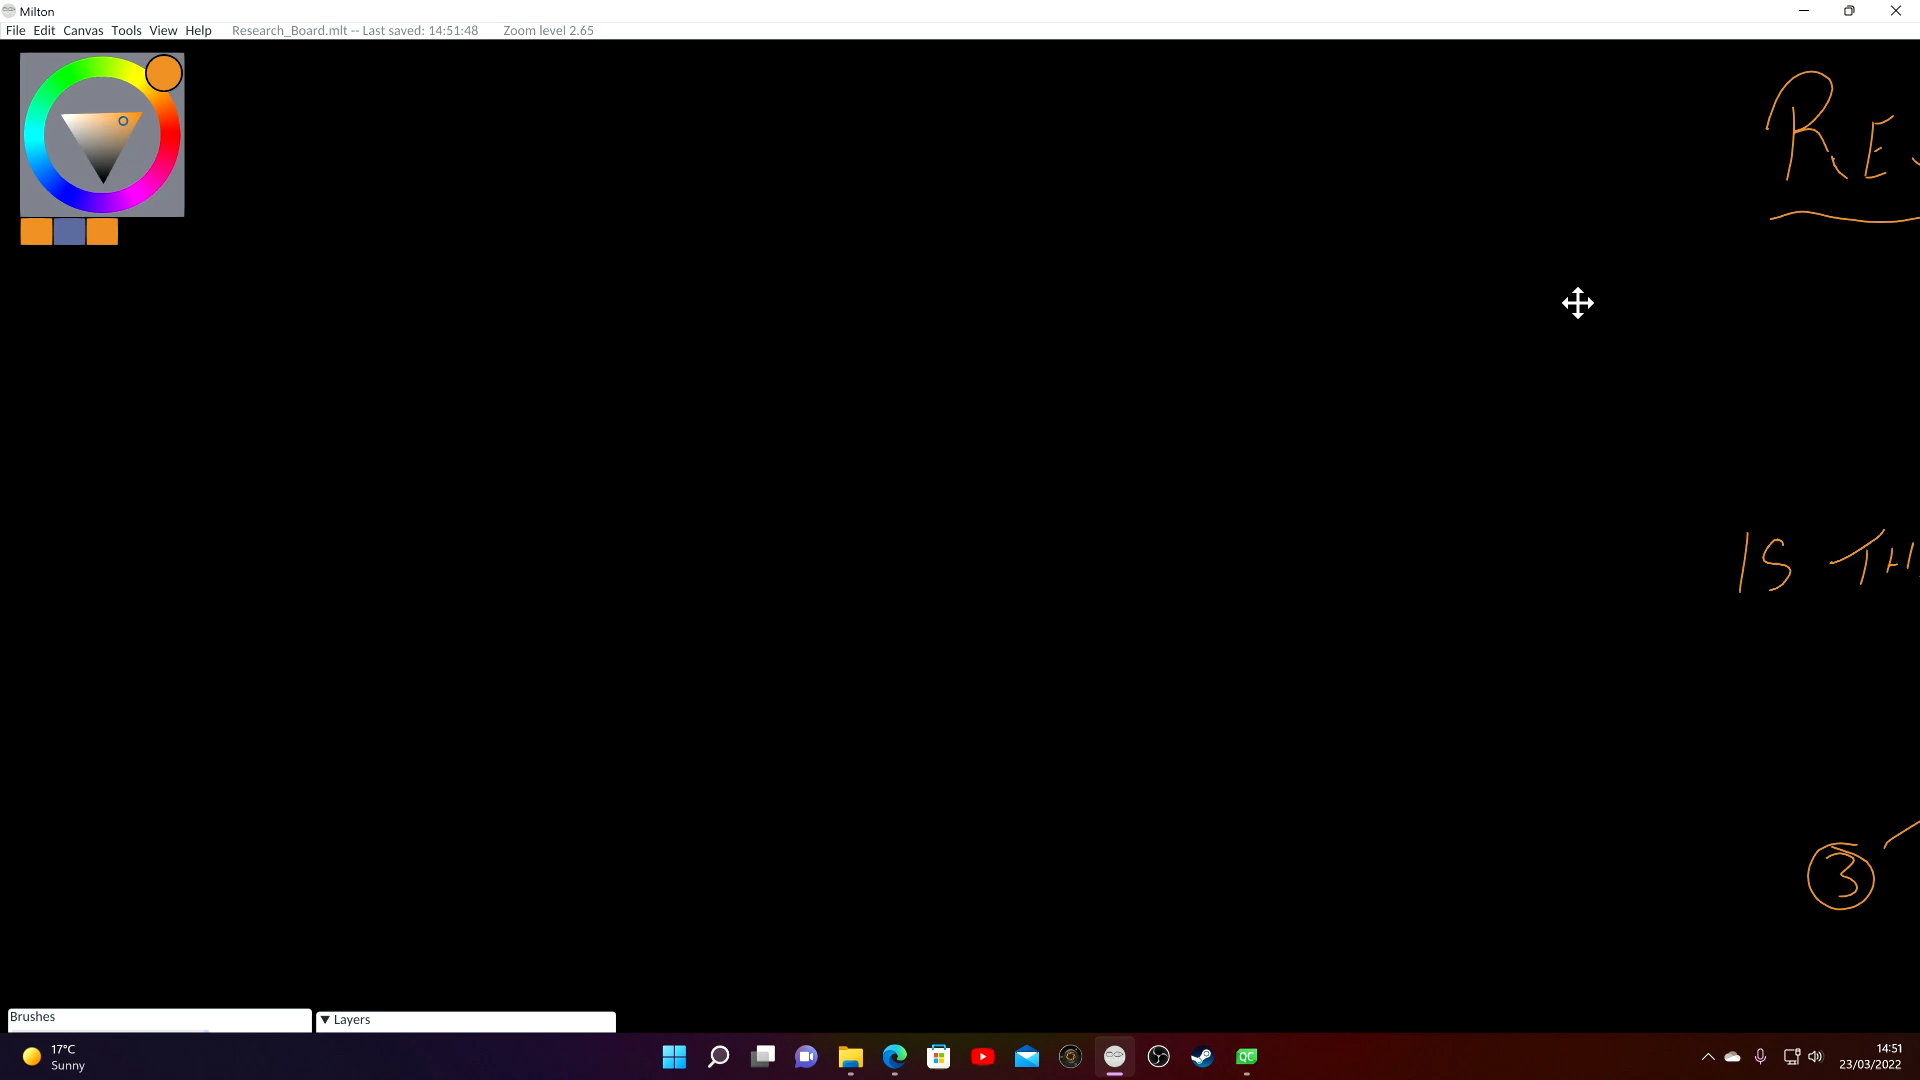 Milton
File Edit Canvas Tools View Help Research_Board.mlt -- Last saved: 14:51:48 Zoom level 2.65
RE
IS TH
3
Brushes
▼ Layers
17°C
Sunny
QC
14:51
23/03/2022